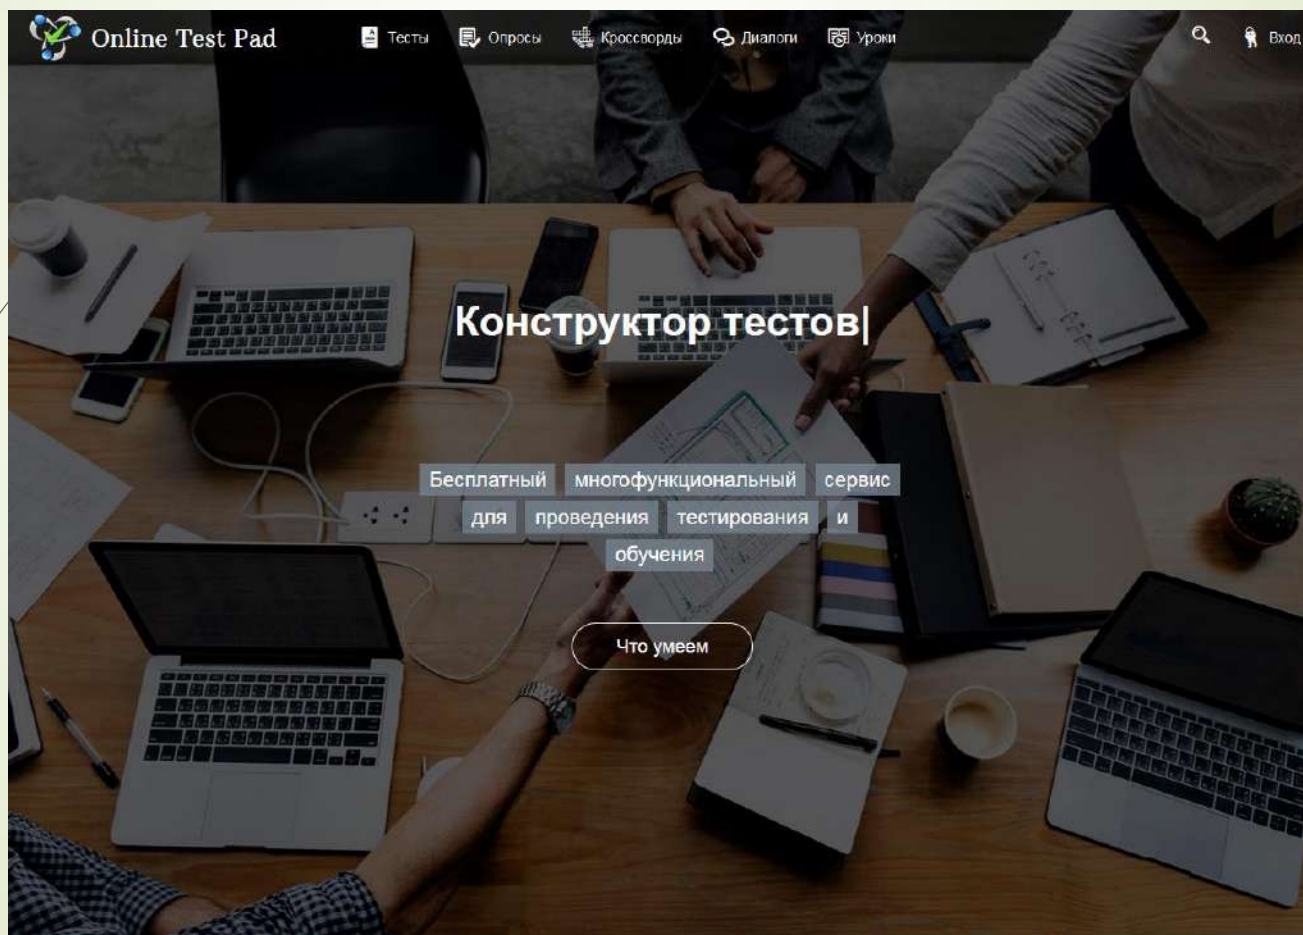 Online Test Pad Тесты Опросы Кроссворды Диалоги Уроки Вход
Конструктор тестов|
Бесплатный многофункциональный сервис
для проведения тестирования и
обучения
Что умеем